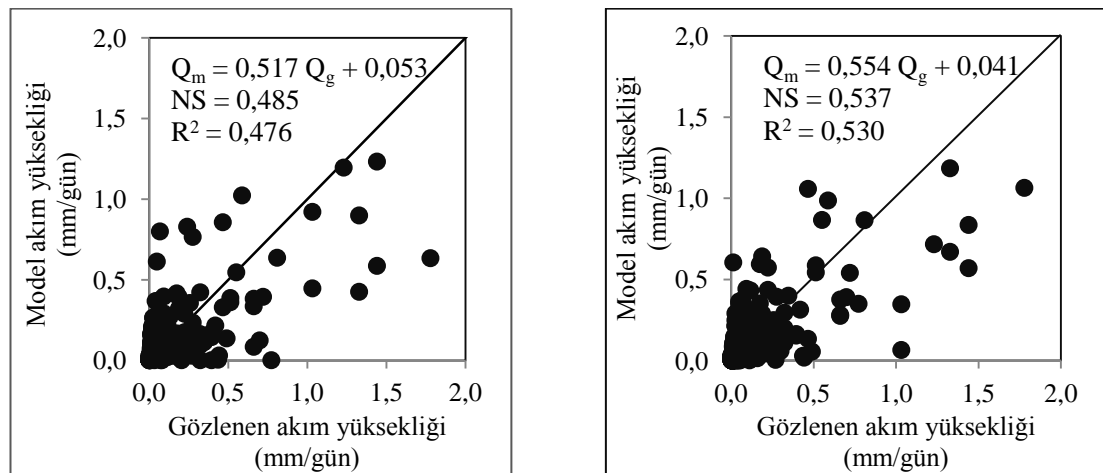 2,0
1,5
1,0
0,5
0,0
Model akım yüksekliği
(mm/gün)
Qm = 0,517 Qg + 0,053
NS = 0,485
R² = 0,476
0,0 0,5 1,0 1,5 2,0
Gözlenen akım yüksekliği
(mm/gün)
2,0
1,5
1,0
0,5
0,0
Model akım yüksekliği
(mm/gün)
Qm = 0,554 Qg + 0,041
NS = 0,537
R² = 0,530
0,0 0,5 1,0 1,5 2,0
Gözlenen akım yüksekliği
(mm/gün)